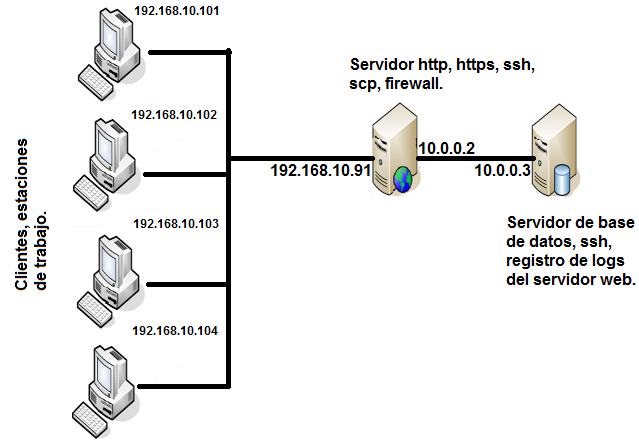 192.168.10.101
Servidor http, https, ssh,
scp, firewall.
192.168.10.102
10.0.0.2
192.168.10.91
10.0.0.3
Clientes, estaciones
de trabajo.
192.168.10.103
Servidor de base
de datos, ssh,
registro de logs
del servidor web.
192.168.10.104